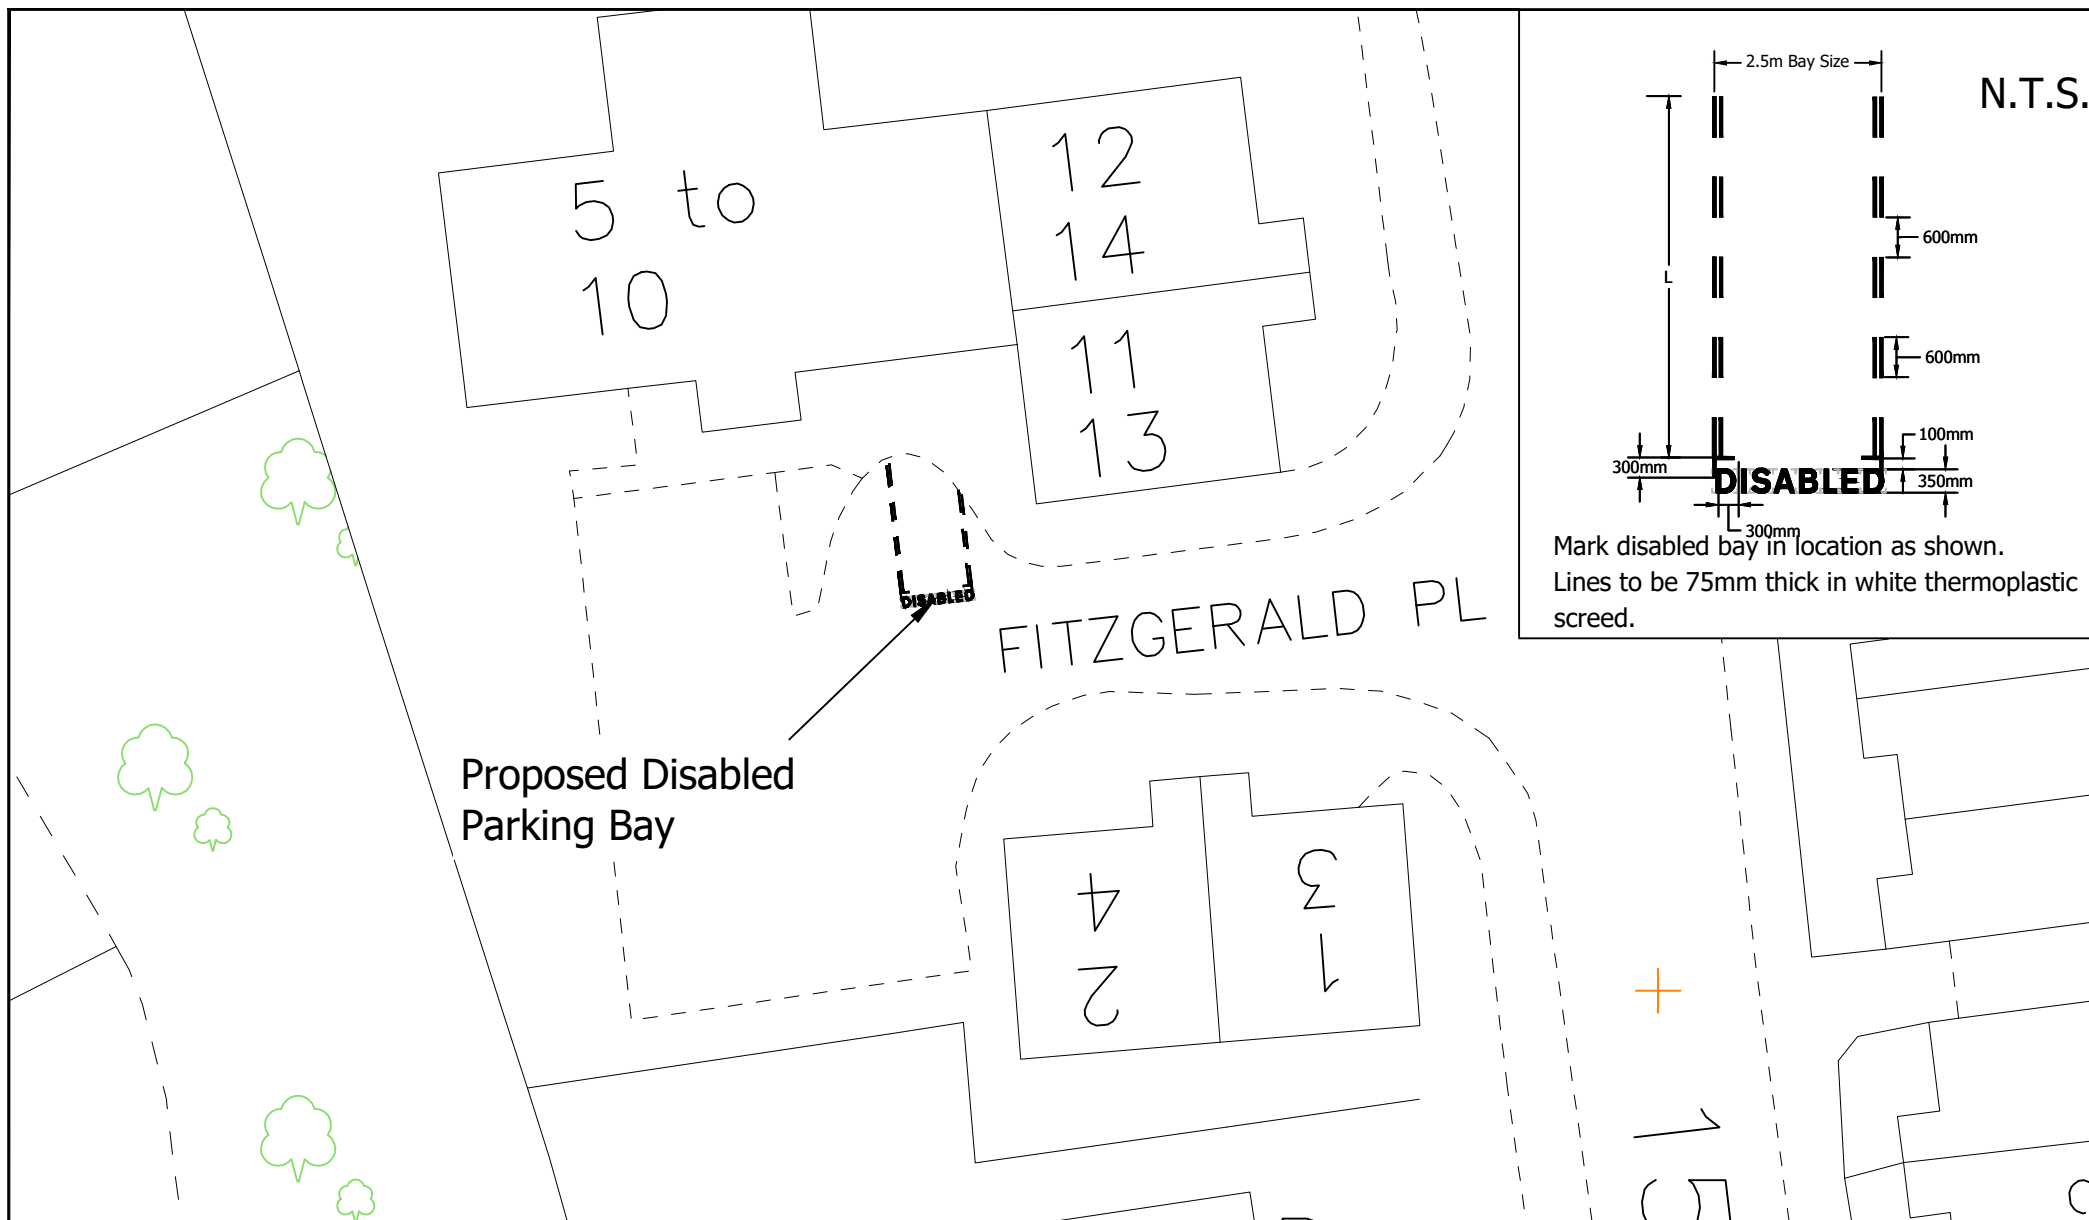 5 to
10
12
14
11
13
DISABLED
FITZGERALD PL
Proposed Disabled
Parking Bay
3
1
4
2
15
2.5m Bay Size
N.T.S.
L
600mm
600mm
100mm
300mm
350mm
DISABLED
300mm
Mark disabled bay in location as shown.
Lines to be 75mm thick in white thermoplastic
screed.